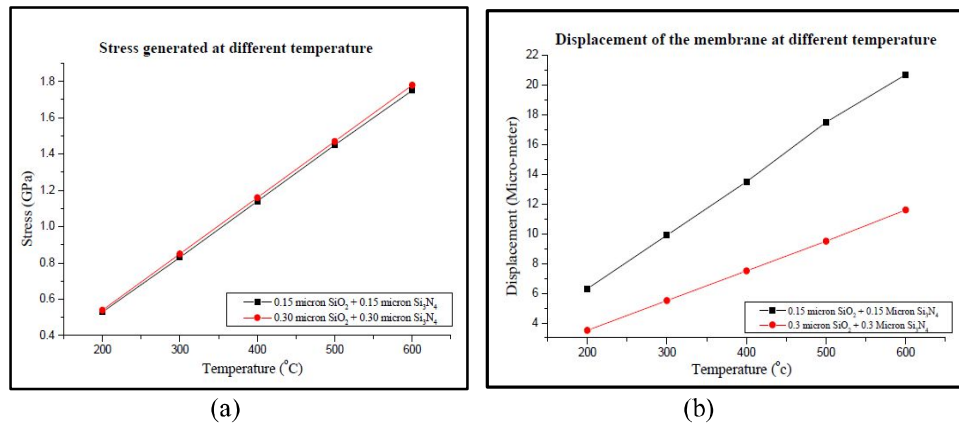 Stress generated at different temperature
Stress (GPa)
1.8
1.6
1.4
1.2
1.0
0.8
0.6
0.4
0.15 micron SiO₂ + 0.15 micron Si₃N₄
0.30 micron SiO₂ + 0.30 micron Si₃N₄
200 300 400 500 600
Temperature (°C)
(a)
Displacement of the membrane at different temperature
Displacement (Micro-meter)
22
20
18
16
14
12
10
8
6
4
0.15 micron SiO₂ + 0.15 Micron Si₃N₄
0.3 micron SiO₂ + 0.3 Micron Si₃N₄
200 300 400 500 600
Temperature (°c)
(b)